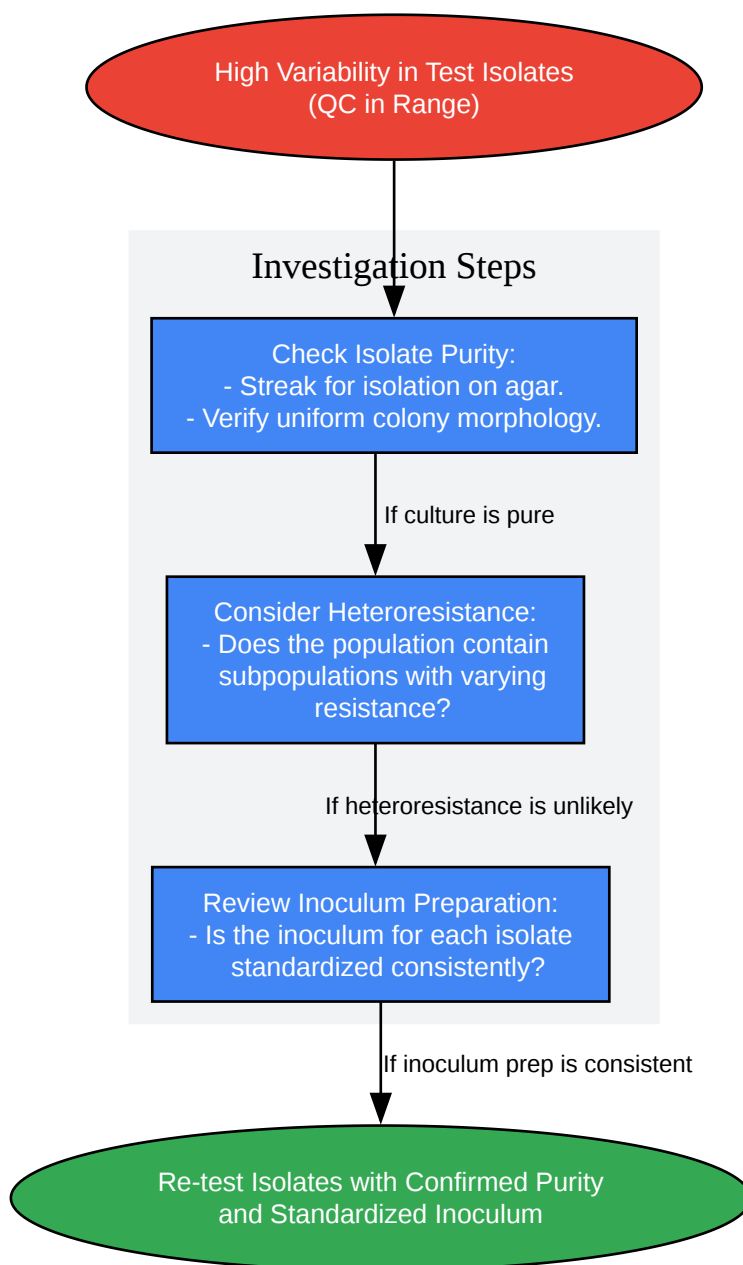 High Variability in Test Isolates
(QC in Range)
Investigation Steps
Check Isolate Purity:
- Streak for isolation on agar.
- Verify uniform colony morphology.
If culture is pure
Consider Heteroresistance:
- Does the population contain
subpopulations with varying
resistance?
If heteroresistance is unlikely
Review Inoculum Preparation:
- Is the inoculum for each isolate
standardized consistently?
If inoculum prep is consistent
Re-test Isolates with Confirmed Purity
and Standardized Inoculum